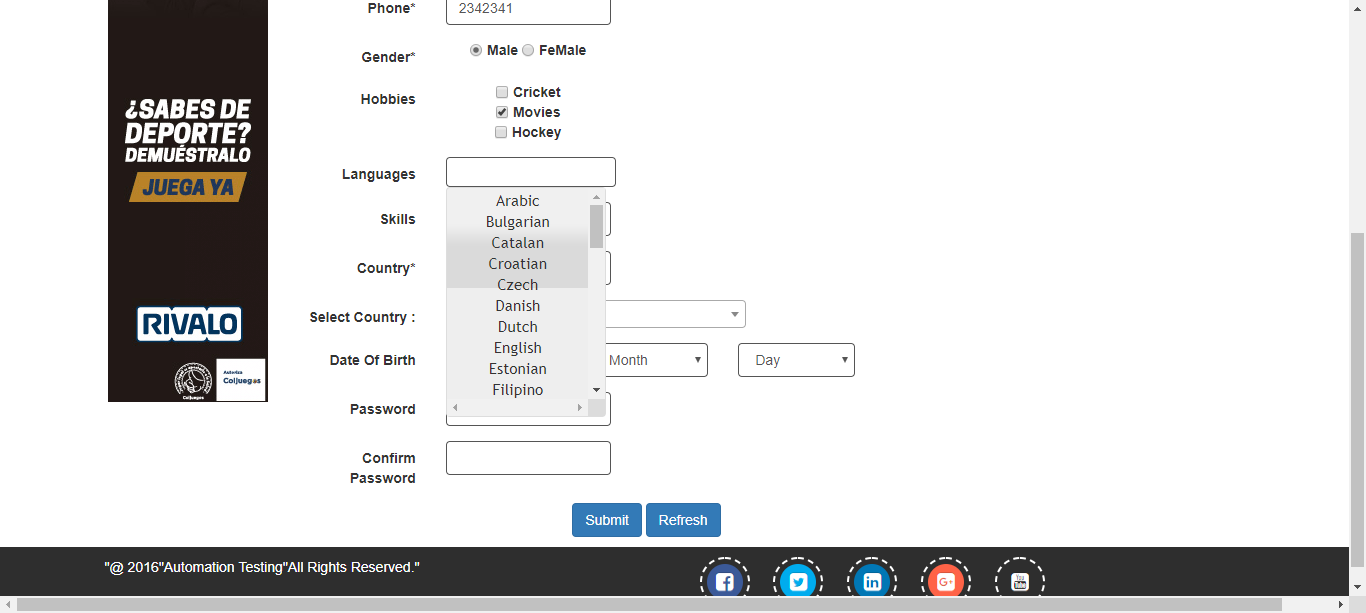 Phone*
2342341
Gender*
Male
FeMale
Hobbies
Cricket
Movies
Hockey
Languages
Arabic
Bulgarian
Catalan
Croatian
Czech
Danish
Dutch
English
Estonian
Filipino
Skills
Country*
Select Country :
Date Of Birth
Month
Day
Password
Confirm
Password
Submit
Refresh
¿SABES DE
DEPORTE?
DEMUÉSTRALO
JUEGA YA
RIVALO
Autoriza
Coljuegos
Coljuegos
"@ 2016"Automation Testing"All Rights Reserved."
f
in
G+
You
Tube